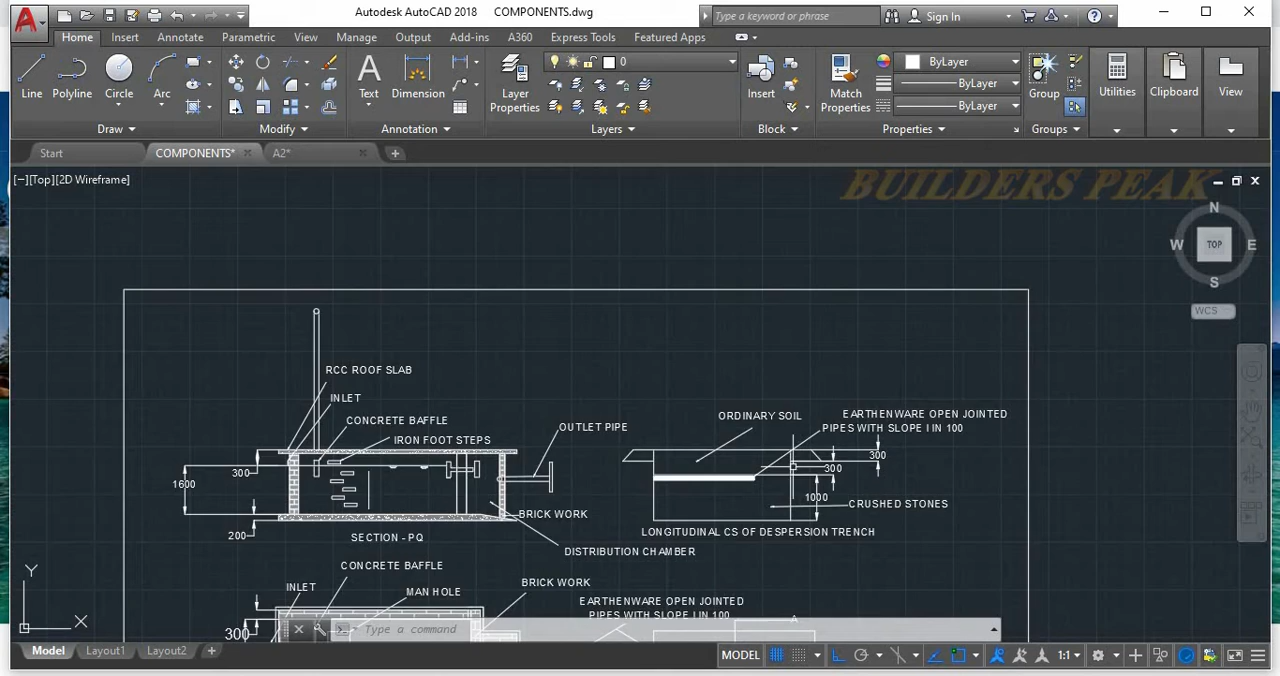 Autodesk AutoCAD 2018 COMPONENTS.dwg
Type a keyword or phrase
Sign In
Home Insert Annotate Parametric View Manage Output Add-ins A360 Express Tools Featured Apps
0
ByLayer
ByLayer
ByLayer
Line Polyline Circle Arc Text Dimension Layer Properties Insert Match Properties Group Utilities Clipboard View
Draw Modify Annotation Layers Block Properties Groups
Start COMPONENTS* A2*
[−][Top][2D Wireframe]
BUILDERS PEAK
N
W TOP E
S
WCS
RCC ROOF SLAB
INLET
CONCRETE BAFFLE
IRON FOOT STEPS
OUTLET PIPE
300
1600
200
BRICK WORK
SECTION - PQ
DISTRIBUTION CHAMBER
ORDINARY SOIL
EARTHENWARE OPEN JOINTED
PIPES WITH SLOPE I IN 100
300
300
1000
CRUSHED STONES
LONGITUDINAL CS OF DESPERSION TRENCH
CONCRETE BAFFLE
INLET
MAN HOLE
BRICK WORK
300
EARTHENWARE OPEN JOINTED
PIPES WITH SLOPE I IN 100
A
Y
X
Type a command
Model Layout1 Layout2
MODEL
1:1